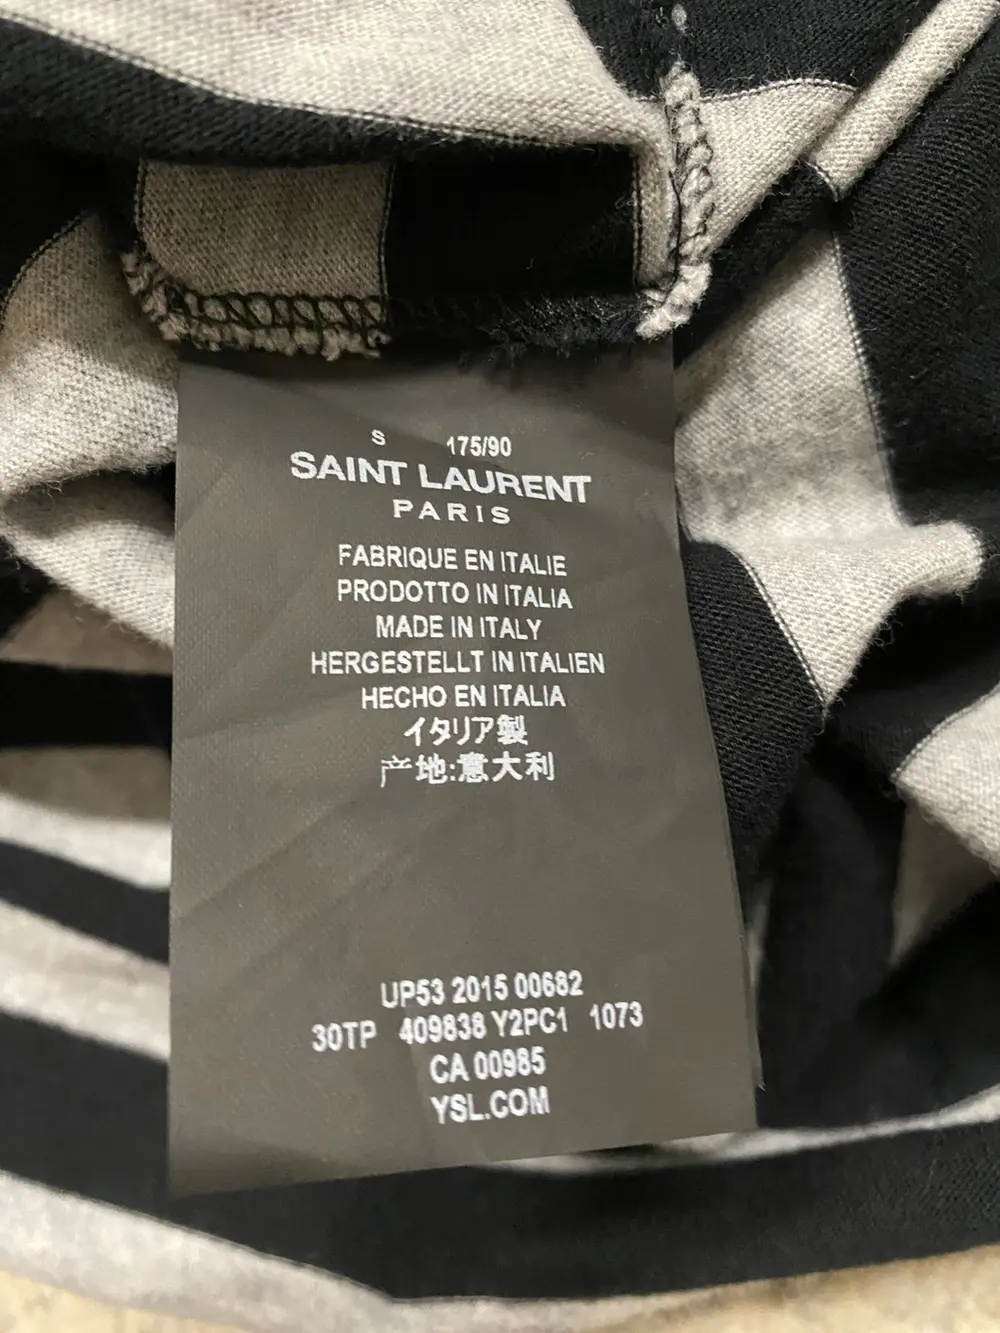 S 175/90
SAINT LAURENT
PARIS
FABRIQUE EN ITALIE
PRODOTTO IN ITALIA
MADE IN ITALY
HERGESTELLT IN ITALIEN
HECHO EN ITALIA
イタリア製
产地:意大利
UP53 2015 00682
30TP 409838 Y2PC1 1073
CA 00985
YSL.COM